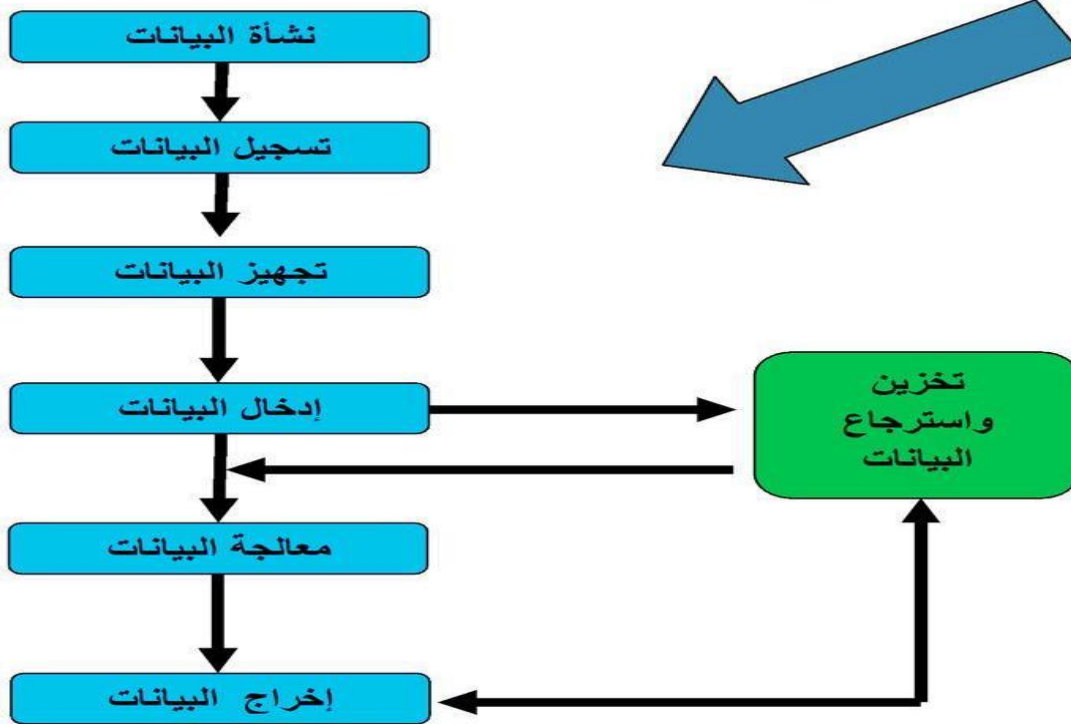 نشأة البيانات
تسجيل البيانات
تجهيز البيانات
إدخال البيانات
تخزين
واسترجاع
البيانات
معالجة البيانات
إخراج البيانات